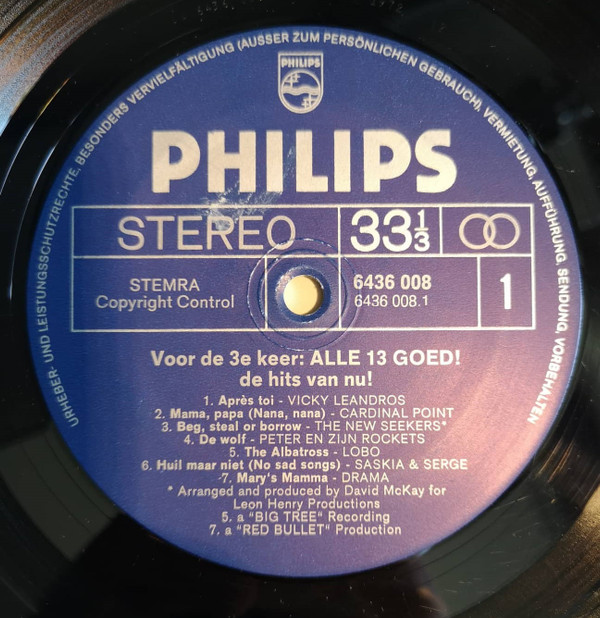 URHEBER- UND LEISTUNGSSCHUTZRECHTE, BESONDERS VERVIELFÄLTIGUNG (AUSSER ZUM PERSÖNLICHEN GEBRAUCH), VERMIETUNG, AUFFÜHRUNG, SENDUNG, VORBEHALTEN
PHILIPS
PHILIPS
STEREO 33⅓
STEMRA
Copyright Control
6436 008
6436 008.1
1
Voor de 3e keer: ALLE 13 GOED!
de hits van nu!
1. Après toi - VICKY LEANDROS
2. Mama, papa (Nana, nana) - CARDINAL POINT
3. Beg, steal or borrow - THE NEW SEEKERS*
4. De wolf - PETER EN ZIJN ROCKETS
5. The Albatross - LOBO
6. Huil maar niet (No sad songs) - SASKIA & SERGE
7. Mary's Mamma - DRAMA
* Arranged and produced by David McKay for
Leon Henry Productions
5. a "BIG TREE" Recording
7. a "RED BULLET" Production